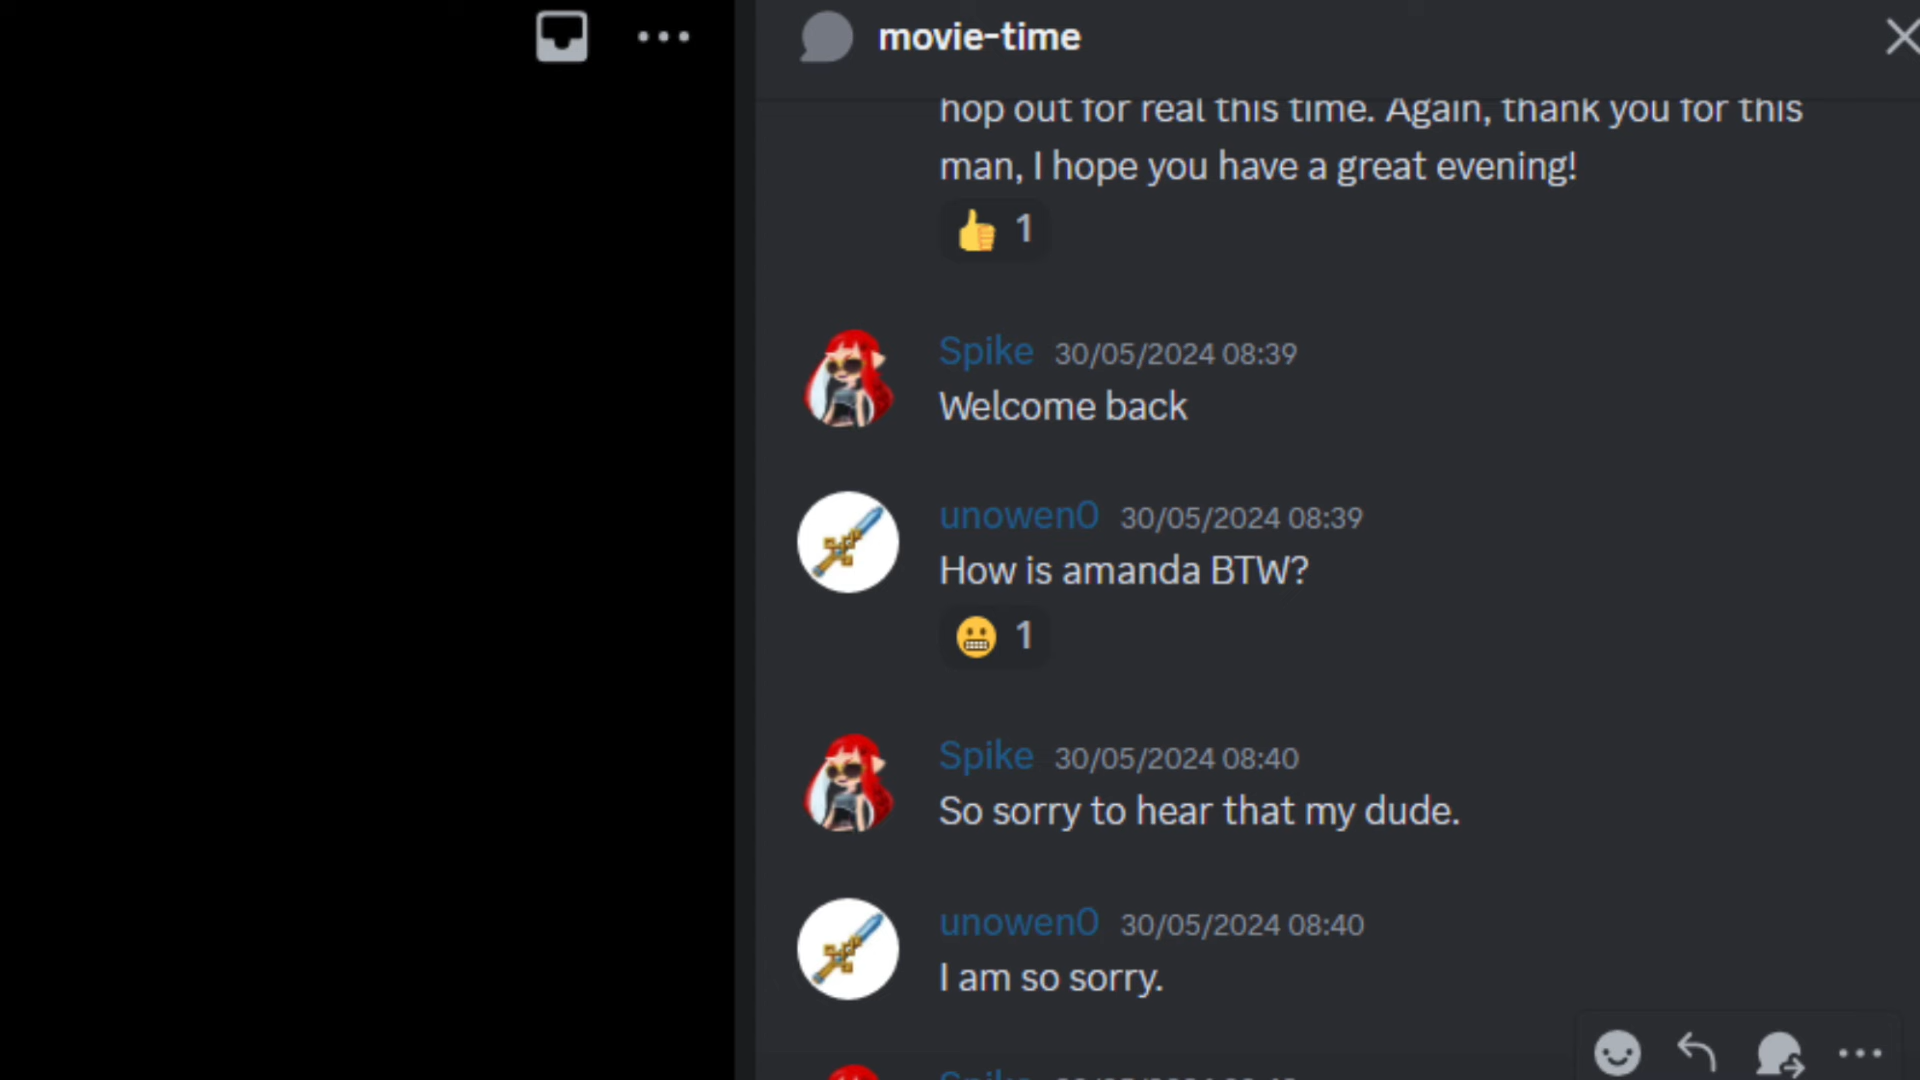 movie-time
hop out for real this time. Again, thank you for this
man, I hope you have a great evening!
1
Spike 30/05/2024 08:39
Welcome back
unowen0 30/05/2024 08:39
How is amanda BTW?
1
Spike 30/05/2024 08:40
So sorry to hear that my dude.
unowen0 30/05/2024 08:40
I am so sorry.
Spike